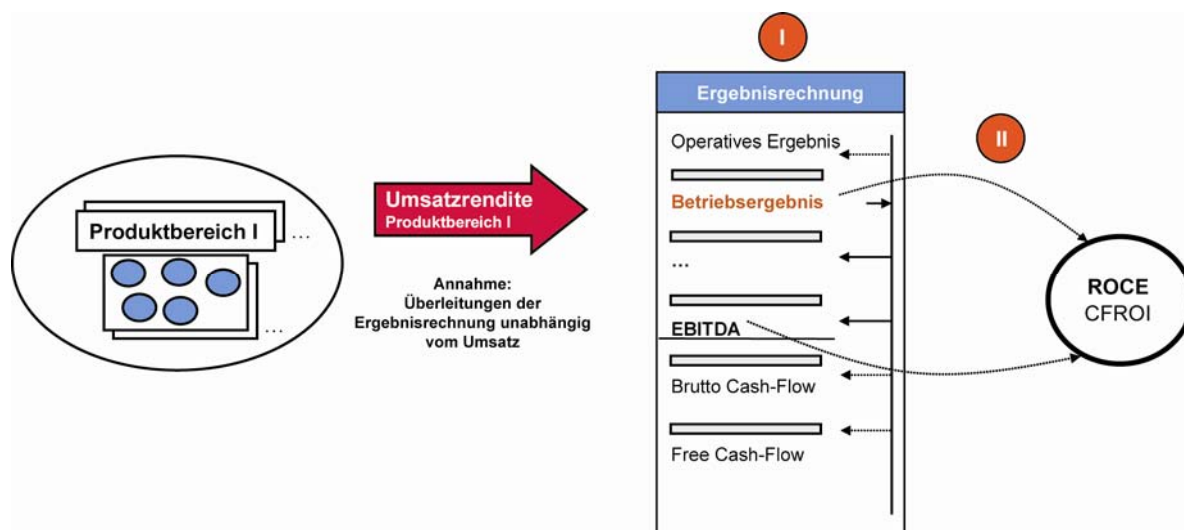 Produktbereich I
...
...
Umsatzrendite
Produktbereich I
Annahme:
Überleitungen der
Ergebnisrechnung unabhängig
vom Umsatz
I
Ergebnisrechnung
Operatives Ergebnis
Betriebsergebnis
...
EBITDA
Brutto Cash-Flow
Free Cash-Flow
II
ROCE
CFROI